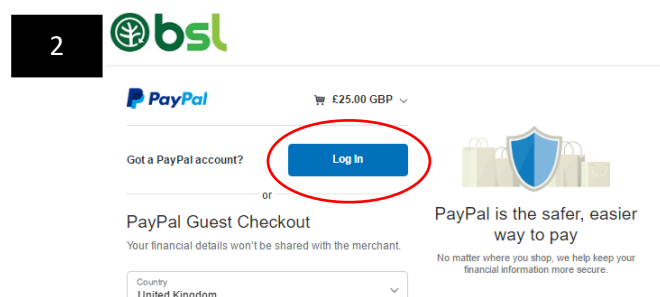 2
bsl
PayPal
£25.00 GBP
Got a PayPal account?
Log In
or
PayPal Guest Checkout
Your financial details won't be shared with the merchant.
Country
United Kingdom
PayPal is the safer, easier
way to pay
No matter where you shop, we help keep your
financial information more secure.